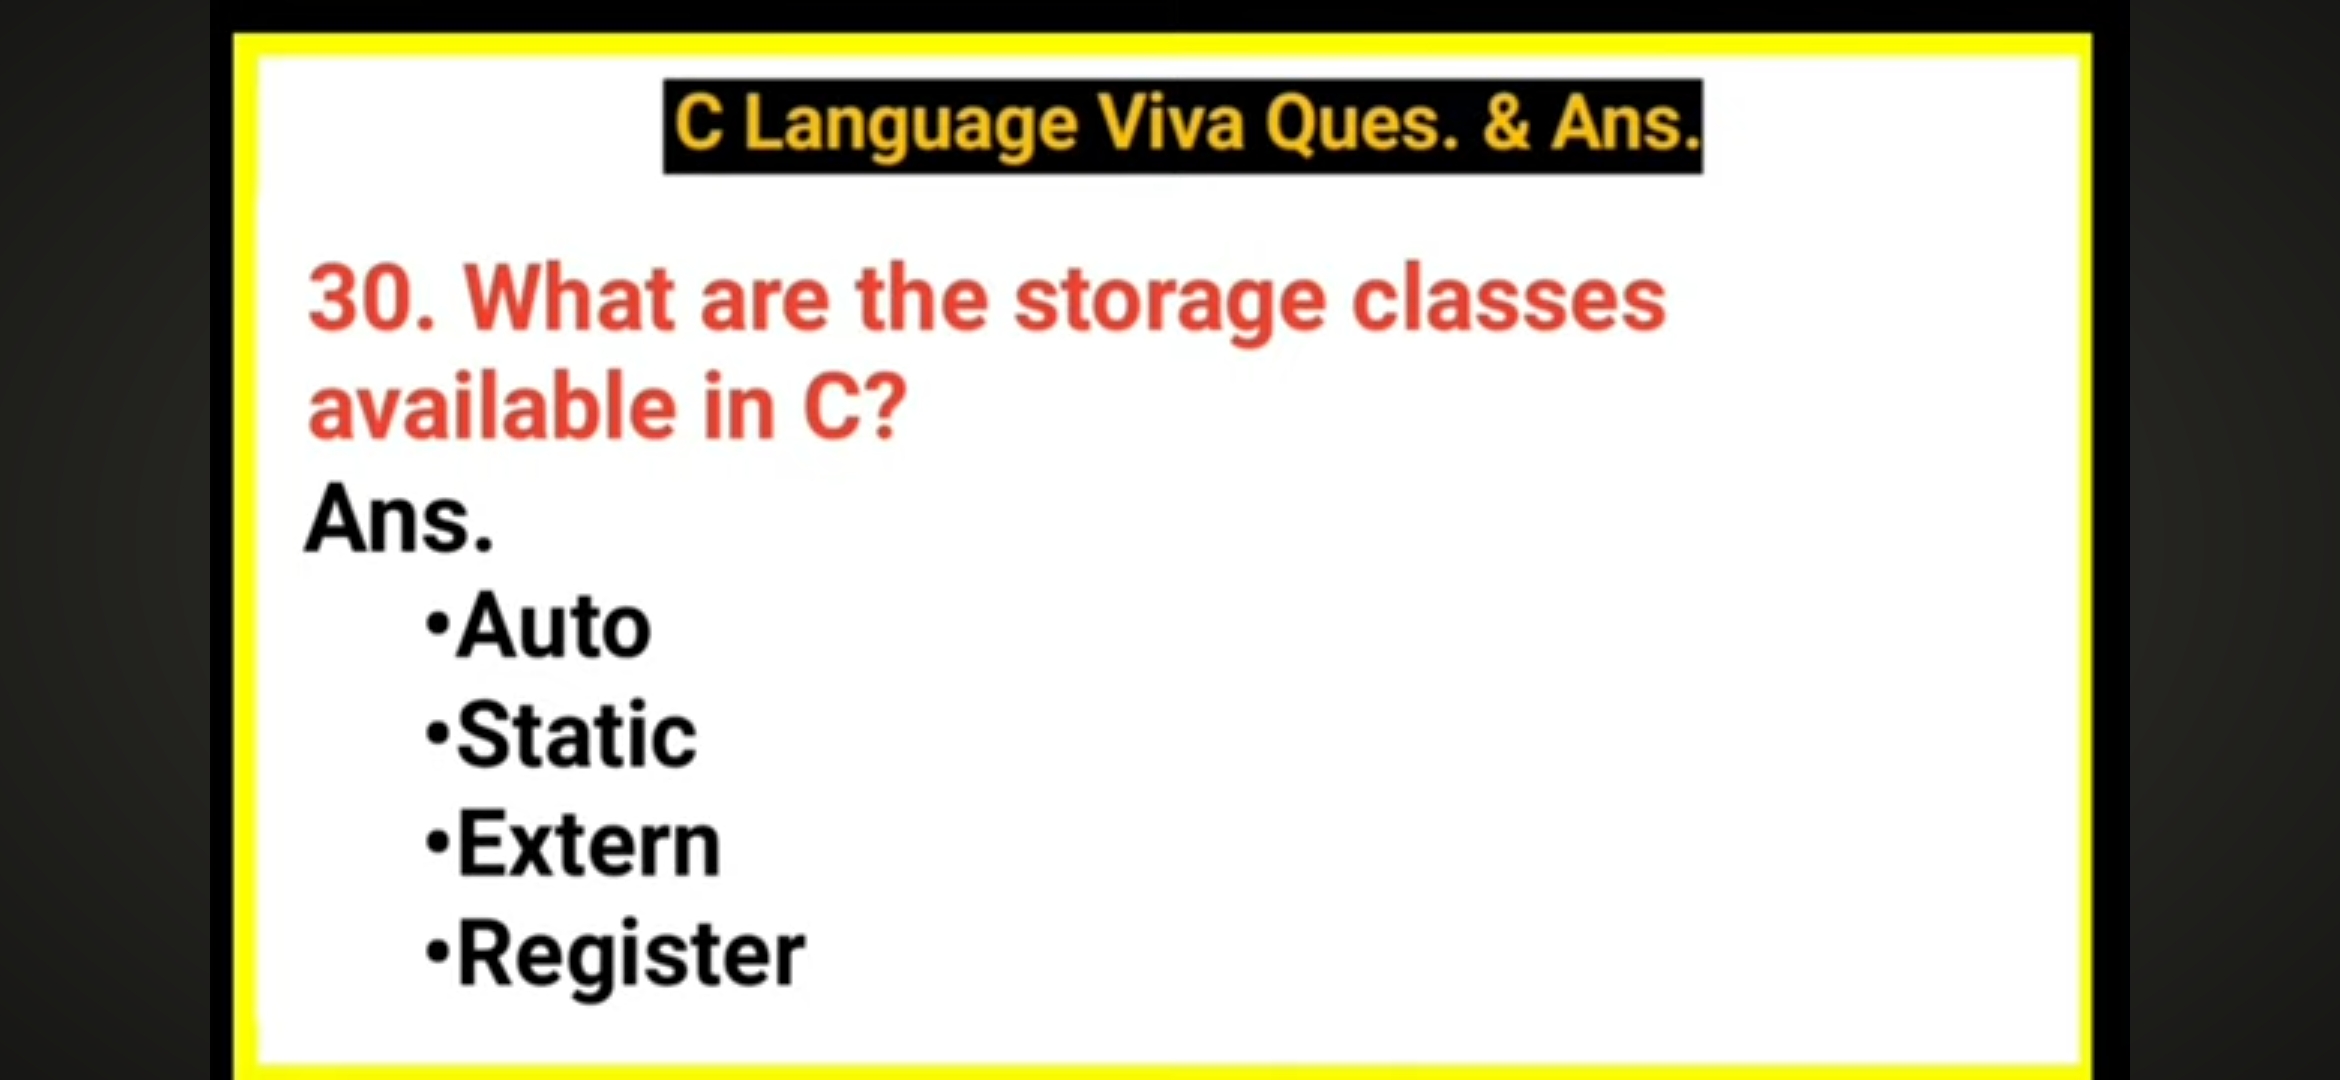 C Language Viva Ques. & Ans.
30. What are the storage classes
available in C?
Ans.
•Auto
•Static
•Extern
•Register